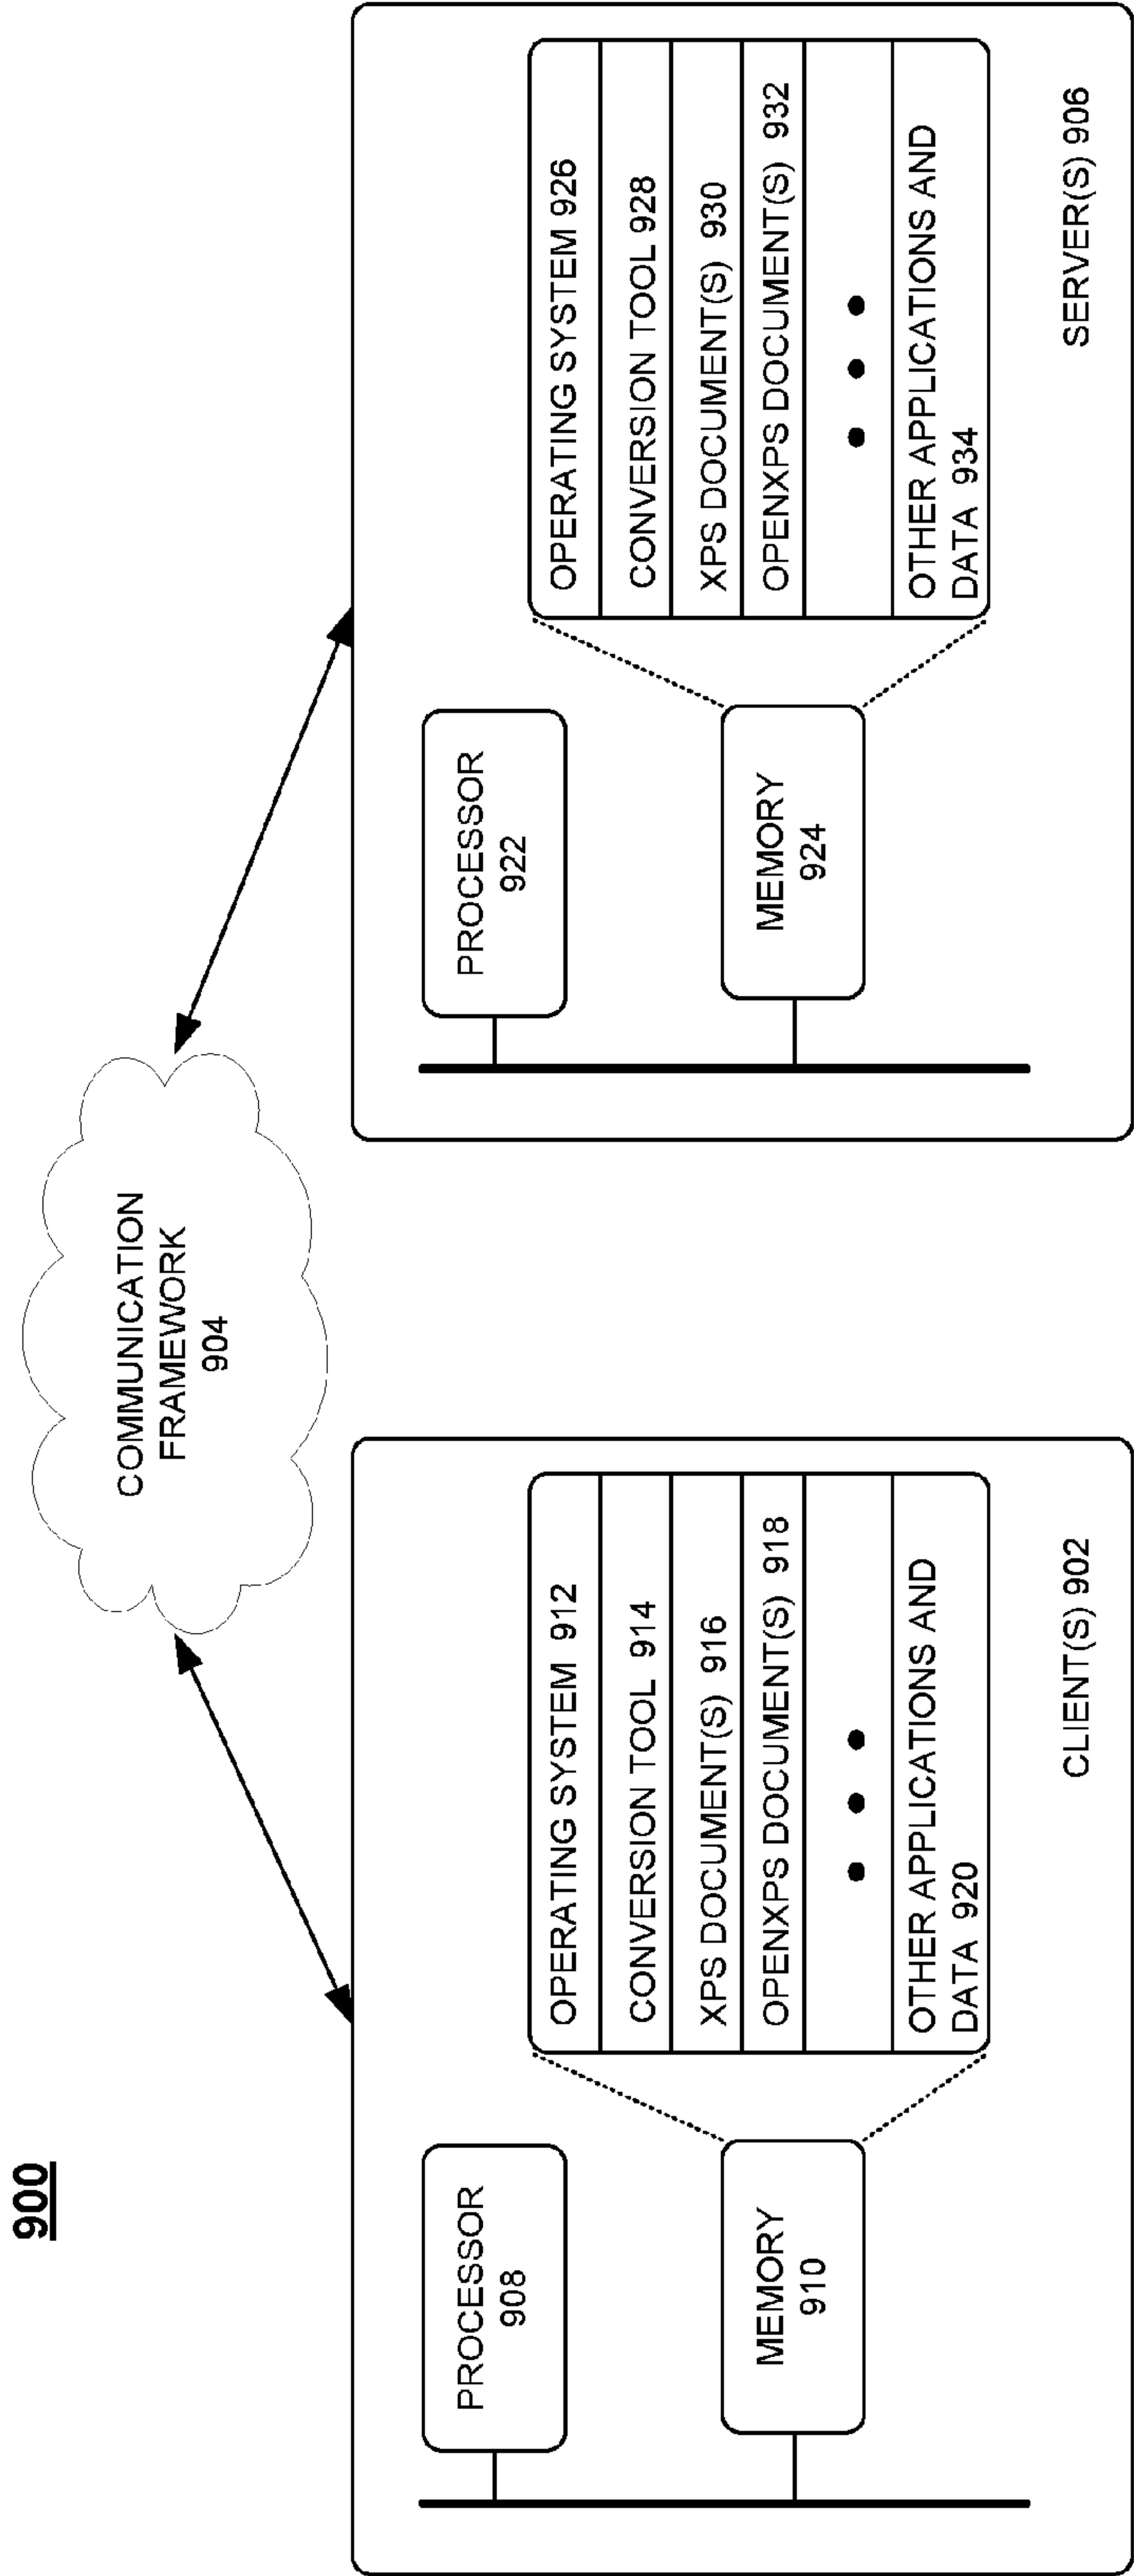 900
COMMUNICATION
FRAMEWORK
904
PROCESSOR
908
MEMORY
910
OPERATING SYSTEM 912
CONVERSION TOOL 914
XPS DOCUMENT(S) 916
OPENXPS DOCUMENT(S) 918
OTHER APPLICATIONS AND
DATA 920
CLIENT(S) 902
PROCESSOR
922
MEMORY
924
OPERATING SYSTEM 926
CONVERSION TOOL 928
XPS DOCUMENT(S) 930
OPENXPS DOCUMENT(S) 932
OTHER APPLICATIONS AND
DATA 934
SERVER(S) 906